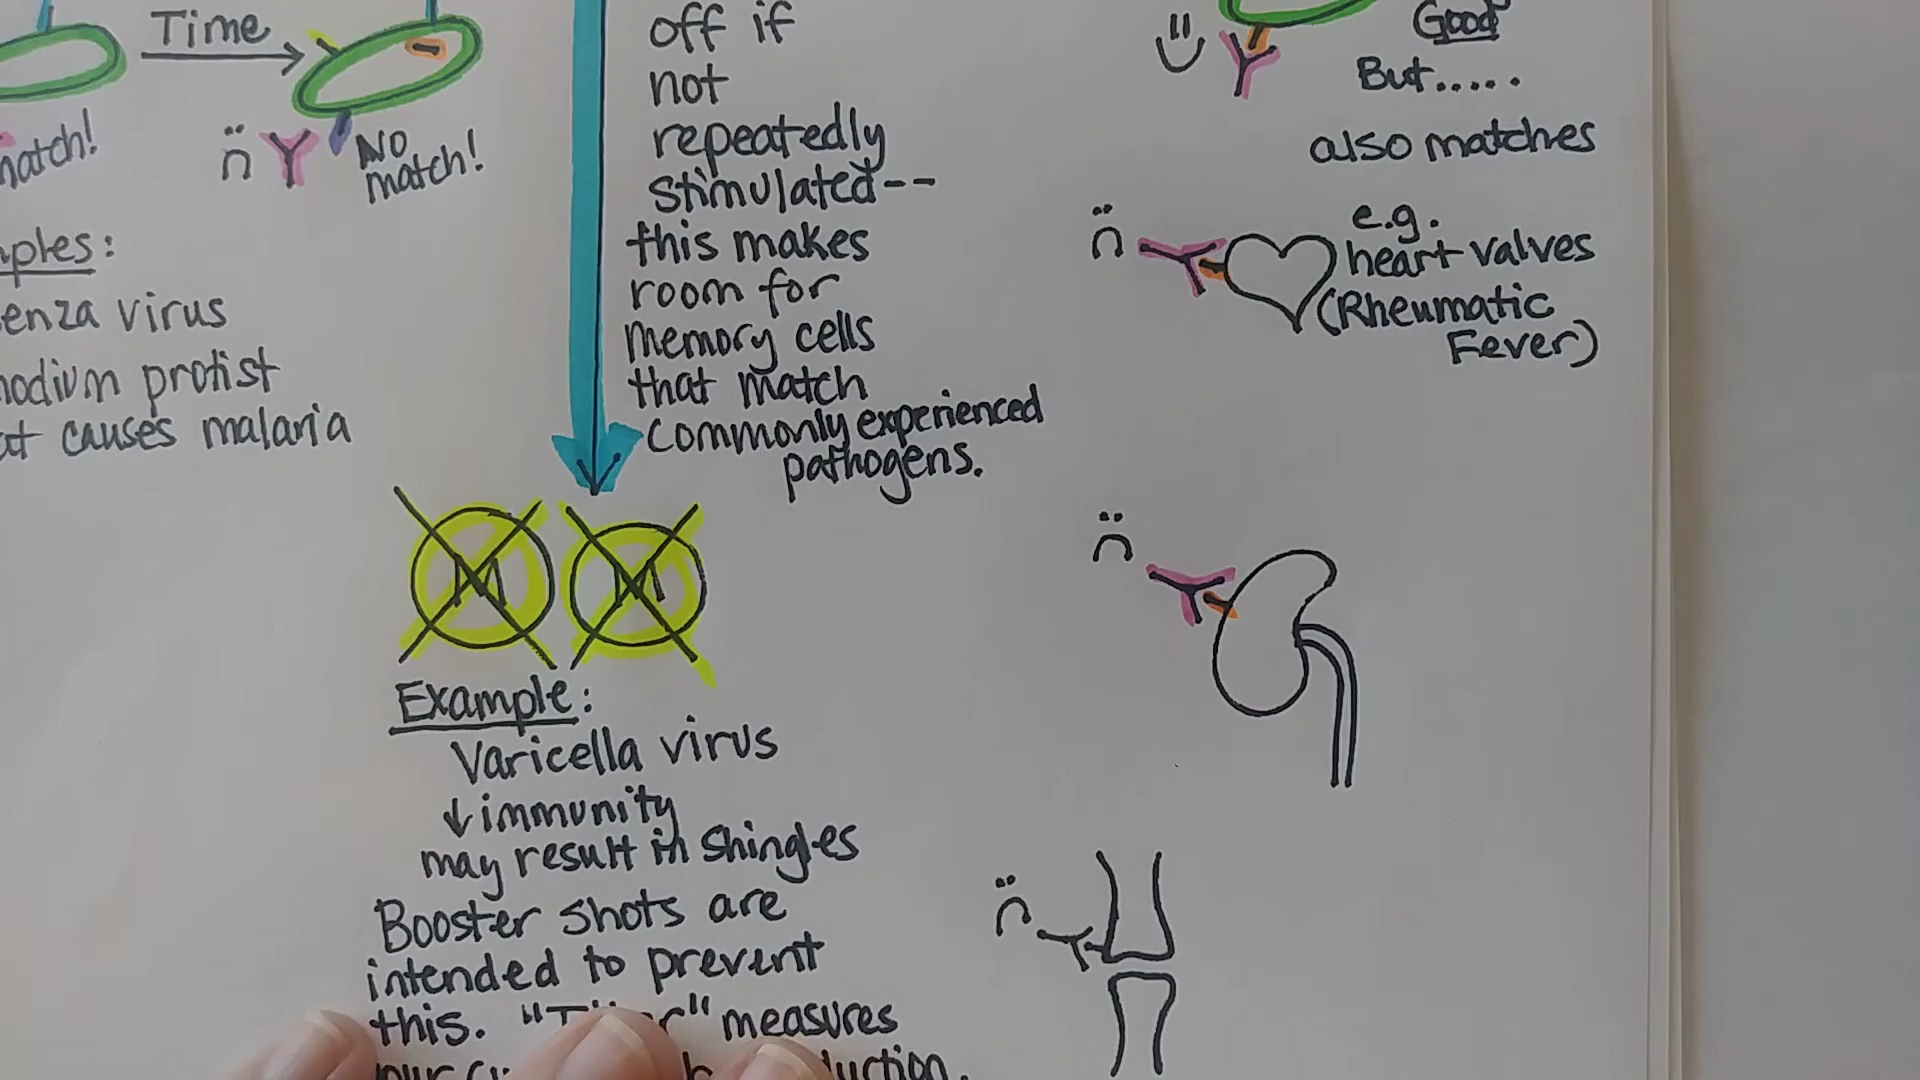 Time
match!
NO
match!
ples:
enza virus
odium protist
at causes malaria
off if
not
repeatedly
stimulated--
this makes
room for
memory cells
that match
commonly experienced
pathogens.
M M
Example:
Varicella virus
↓ immunity
may result in shingles
Booster shots are
intended to prevent
this. " " measures
Good
But.....
also matches
e.g.
heart valves
(Rheumatic
Fever)